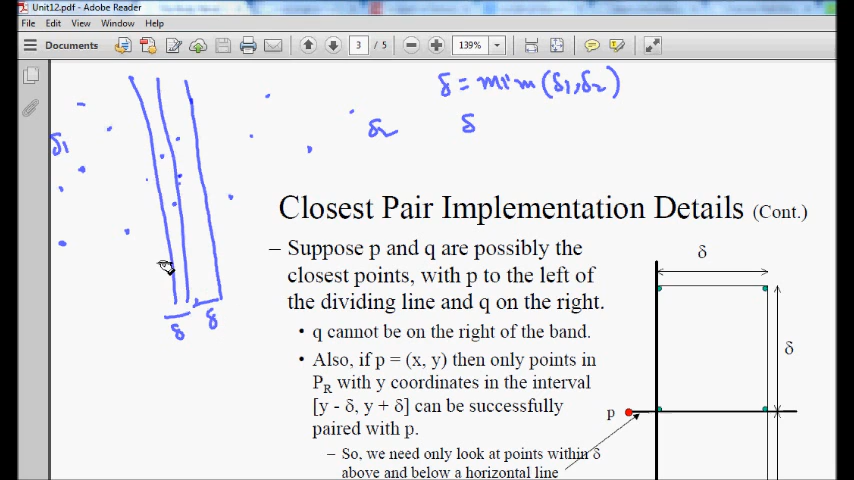 Unit12.pdf - Adobe Reader
File Edit View Window Help
Documents 3 / 5 139%
δ = min(δ1,δ2)
δ1
δ2
δ
Closest Pair Implementation Details (Cont.)
– Suppose p and q are possibly the
closest points, with p to the left of
the dividing line and q on the right.
• q cannot be on the right of the band.
• Also, if p = (x, y) then only points in
PR with y coordinates in the interval
[y - δ, y + δ] can be successfully
paired with p.
– So, we need only look at points within δ
above and below a horizontal line
δ
δ
δ
δ
p